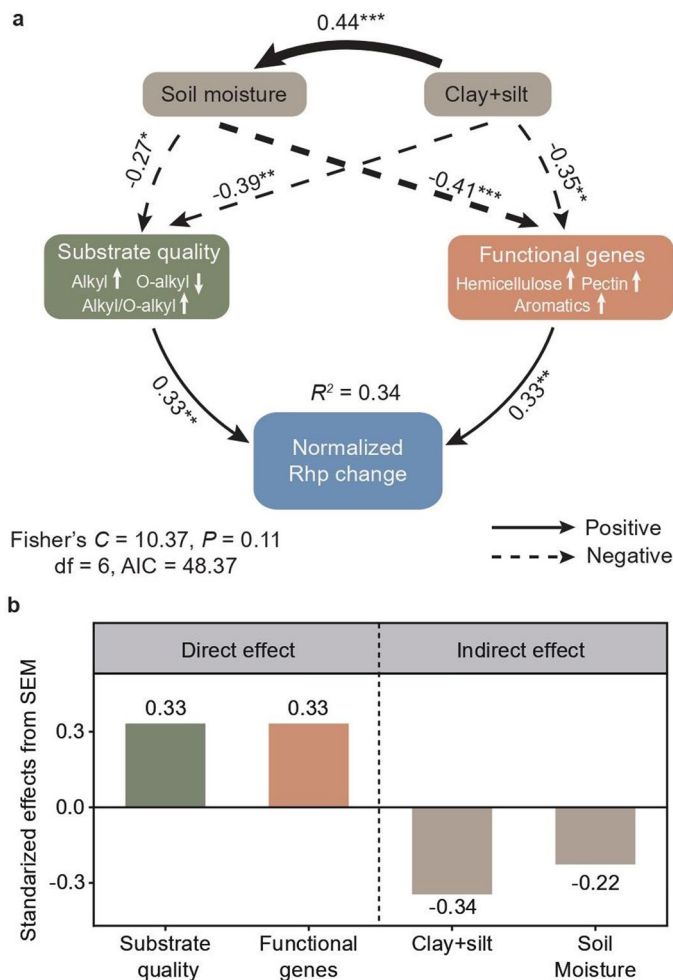 a
0.44***
Soil moisture
Clay+silt
-0.27*
-0.39**
-0.41***
-0.35**
Substrate quality
Alkyl↑ O-alkyl↓
Alkyl/O-alkyl↑
Functional genes
Hemicellulose↑ Pectin↑
Aromatics↑
0.33**
R² = 0.34
0.33**
Normalized
Rhp change
Fisher's C = 10.37, P = 0.11
df = 6, AIC = 48.37
Positive
Negative
b
Direct effect
Indirect effect
Standarized effects from SEM
0.3
0.0
-0.3
0.33
0.33
-0.34
-0.22
Substrate
quality
Functional
genes
Clay+silt
Soil
Moisture